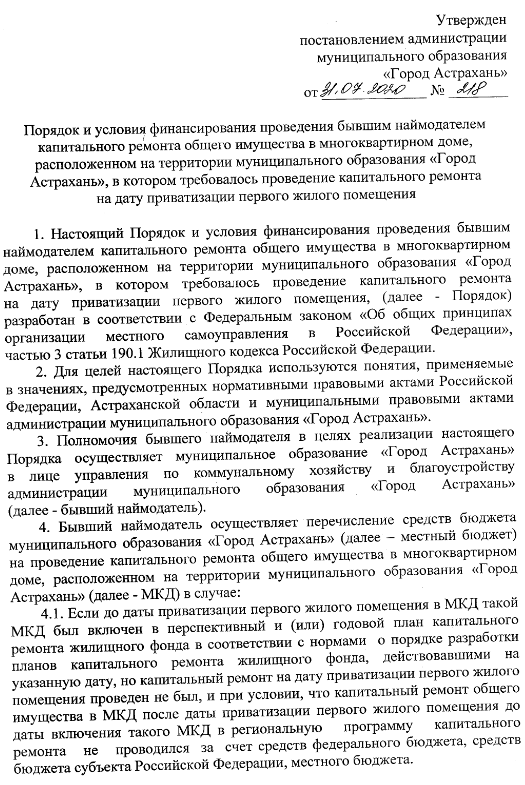 Утвержден
постановлением администрации
муниципального образования
«Город Астрахань»
от 31.07.2020 № 218
Порядок и условия финансирования проведения бывшим наймодателем
капитального ремонта общего имущества в многоквартирном доме,
расположенном на территории муниципального образования «Город
Астрахань», в котором требовалось проведение капитального ремонта
на дату приватизации первого жилого помещения
1. Настоящий Порядок и условия финансирования проведения бывшим
наймодателем капитального ремонта общего имущества в многоквартирном
доме, расположенном на территории муниципального образования «Город
Астрахань», в котором требовалось проведение капитального ремонта
на дату приватизации первого жилого помещения, (далее - Порядок)
разработан в соответствии с Федеральным законом «Об общих принципах
организации местного самоуправления в Российской Федерации»,
частью 3 статьи 190.1 Жилищного кодекса Российской Федерации.
2. Для целей настоящего Порядка используются понятия, применяемые
в значениях, предусмотренных нормативными правовыми актами Российской
Федерации, Астраханской области и муниципальными правовыми актами
администрации муниципального образования «Город Астрахань».
3. Полномочия бывшего наймодателя в целях реализации настоящего
Порядка осуществляет муниципальное образование «Город Астрахань»
в лице управления по коммунальному хозяйству и благоустройству
администрации муниципального образования «Город Астрахань»
(далее - бывший наймодатель).
4. Бывший наймодатель осуществляет перечисление средств бюджета
муниципального образования «Город Астрахань» (далее – местный бюджет)
на проведение капитального ремонта общего имущества в многоквартирном
доме, расположенном на территории муниципального образования «Город
Астрахань» (далее - МКД) в случае:
4.1. Если до даты приватизации первого жилого помещения в МКД такой
МКД был включен в перспективный и (или) годовой план капитального
ремонта жилищного фонда в соответствии с нормами о порядке разработки
планов капитального ремонта жилищного фонда, действовавшими на
указанную дату, но капитальный ремонт на дату приватизации первого жилого
помещения проведен не был, и при условии, что капитальный ремонт общего
имущества в МКД после даты приватизации первого жилого помещения до
даты включения такого МКД в региональную программу капитального
ремонта не проводился за счет средств федерального бюджета, средств
бюджета субъекта Российской Федерации, местного бюджета.